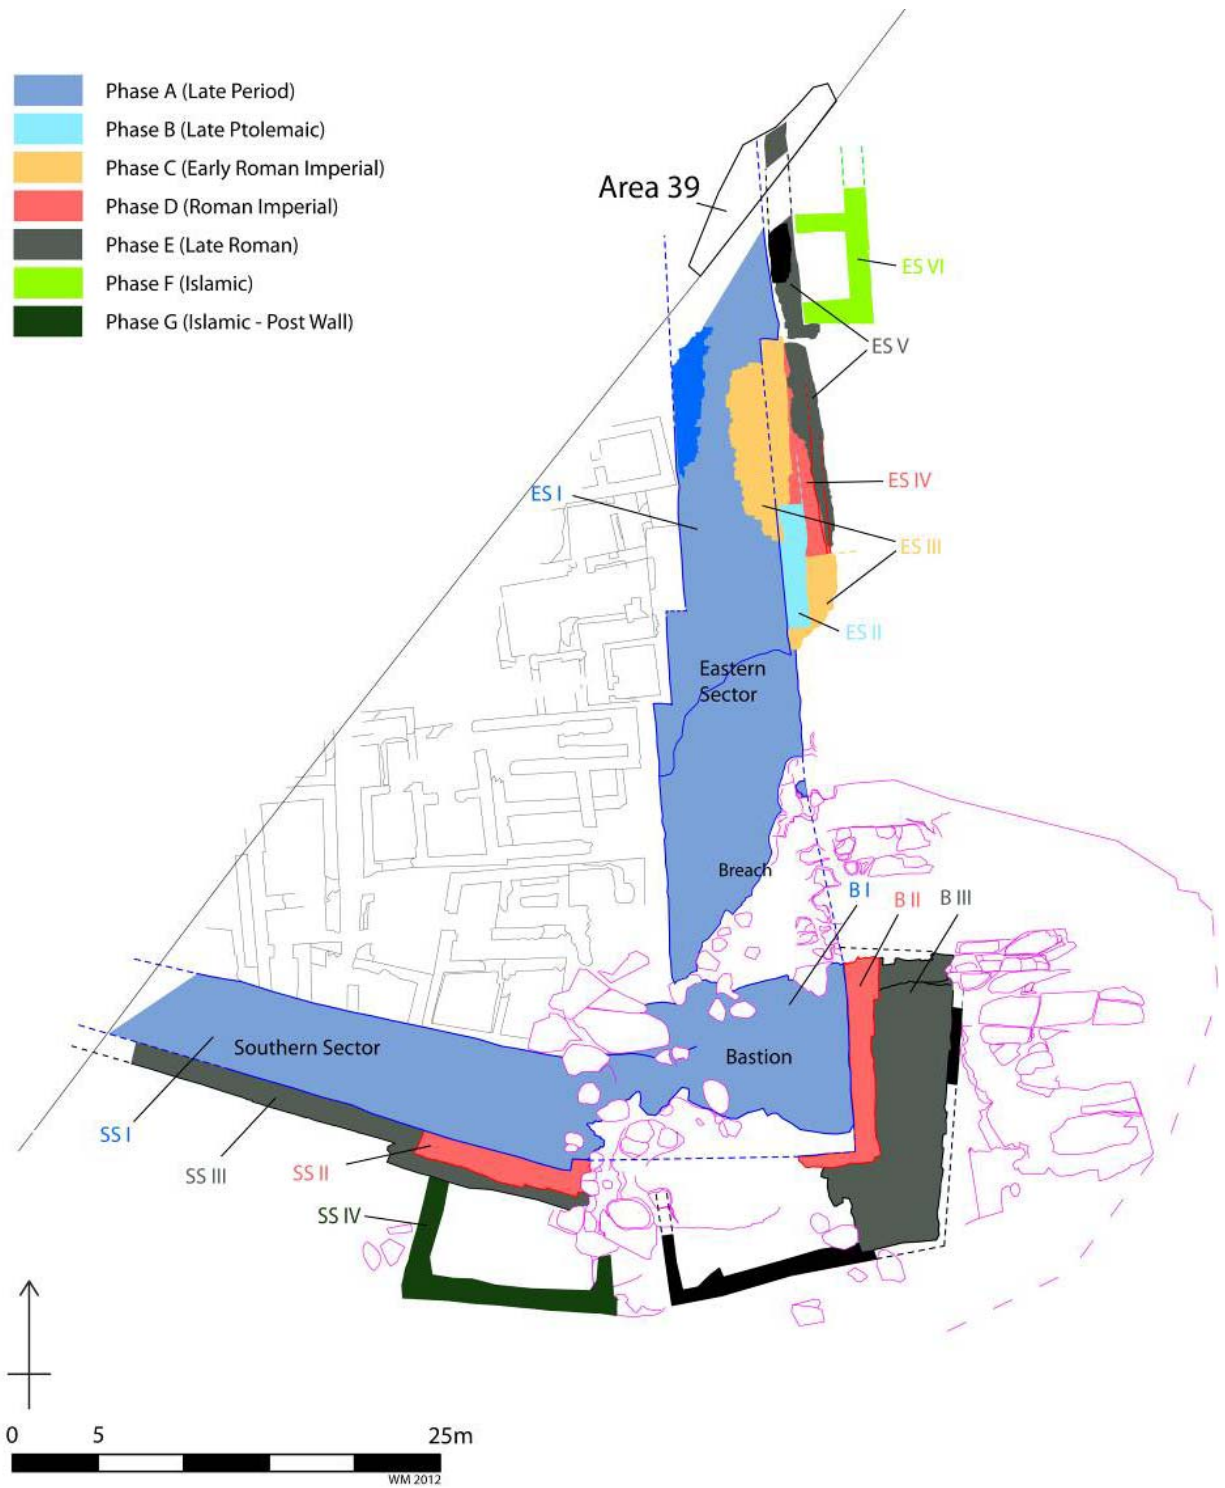 Phase A (Late Period)
Phase B (Late Ptolemaic)
Phase C (Early Roman Imperial)
Phase D (Roman Imperial)
Phase E (Late Roman)
Phase F (Islamic)
Phase G (Islamic - Post Wall)
Area 39
ES VI
ES V
ES IV
ES I
ES III
ES II
Eastern
Sector
Breach
B I
B II
B III
Southern Sector
Bastion
SS I
SS III
SS II
SS IV
0 5 25m
WM 2012